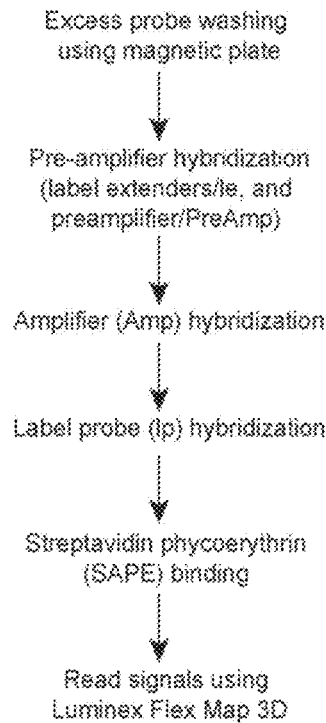 Excess probe washing
using magnetic plate
Pre-amplifier hybridization
(label extenders/le, and
preamplifier/PreAmp)
Amplifier (Amp) hybridization
Label probe (lp) hybridization
Streptavidin phycoerythrin
(SAPE) binding
Read signals using
Luminex Flex Map 3D